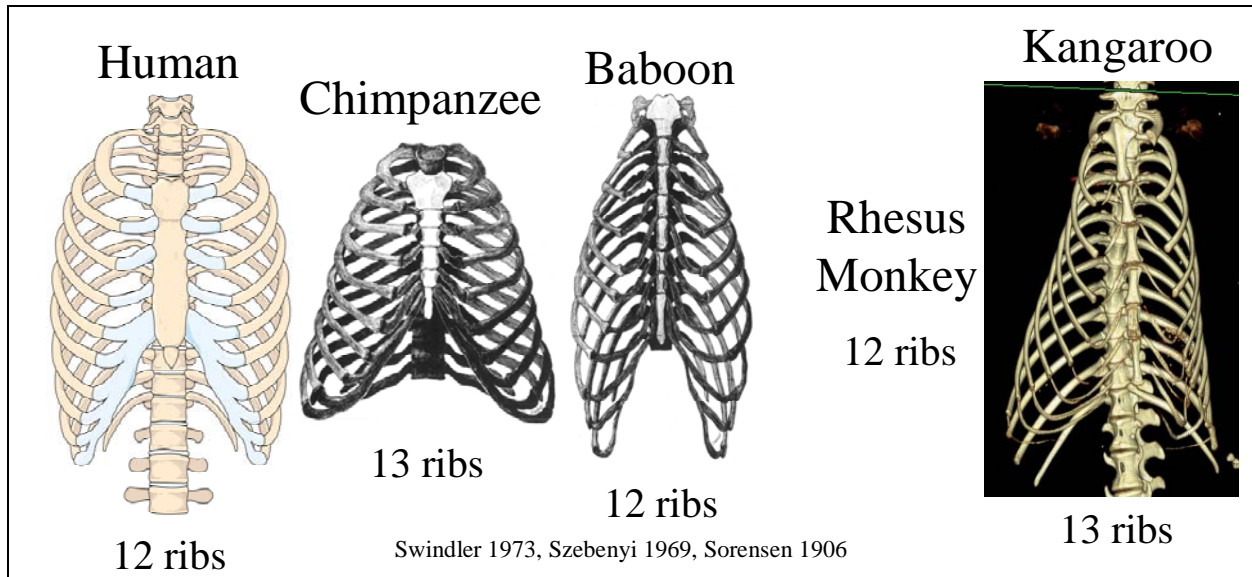 Human
12 ribs
Chimpanzee
13 ribs
Baboon
12 ribs
Rhesus
Monkey
12 ribs
Kangaroo
13 ribs
Swindler 1973, Szebenyi 1969, Sorensen 1906